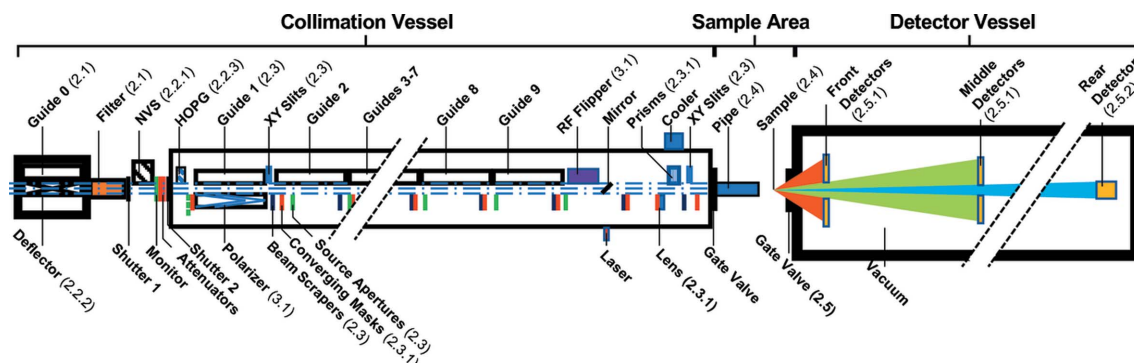 Collimation Vessel
Sample Area
Detector Vessel
Guide 0 (2.1)
Filter (2.1)
NVS (2.2.1)
HOPG (2.2.3)
Guide 1 (2.3)
XY Slits (2.3)
Guide 2
Guides 3-7
Guide 8
Guide 9
RF Flipper (3.1)
Mirror
Prisms (2.3.1)
Cooler
XY Slits (2.3)
Pipe (2.4)
Sample (2.4)
Front
Detectors
(2.5.1)
Middle
Detectors
(2.5.1)
Rear
Detector
(2.5.2)
Deflector (2.2.2)
Shutter 1
Monitor
Attenuators
Shutter 2
Polarizer (3.1)
Beam Scrapers (2.3)
Converging Masks (2.3.1)
Source Apertures (2.3)
Laser
Lens (2.3.1)
Gate Valve
Gate Valve (2.5)
Vacuum